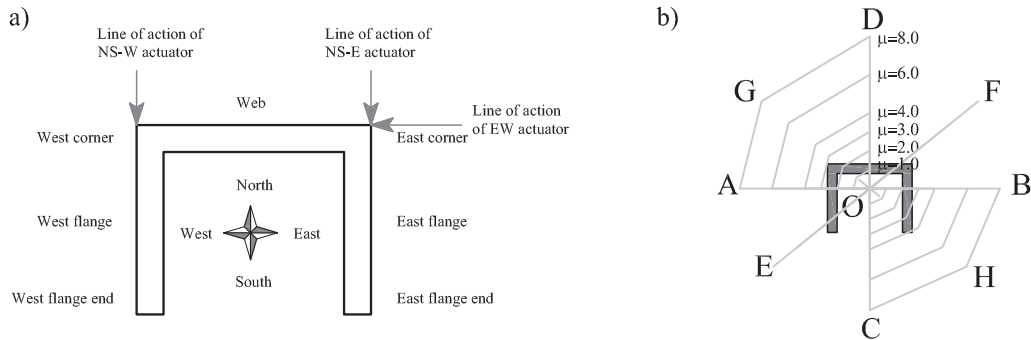 a)
Line of action of
NS-W actuator
Line of action of
NS-E actuator
Web
Line of action
of EW actuator
West corner
East corner
North
West flange
West
East
East flange
South
West flange end
East flange end
b)
D
μ=8.0
μ=6.0
G
F
μ=4.0
μ=3.0
μ=2.0
μ=1.0
A
B
O
E
H
C